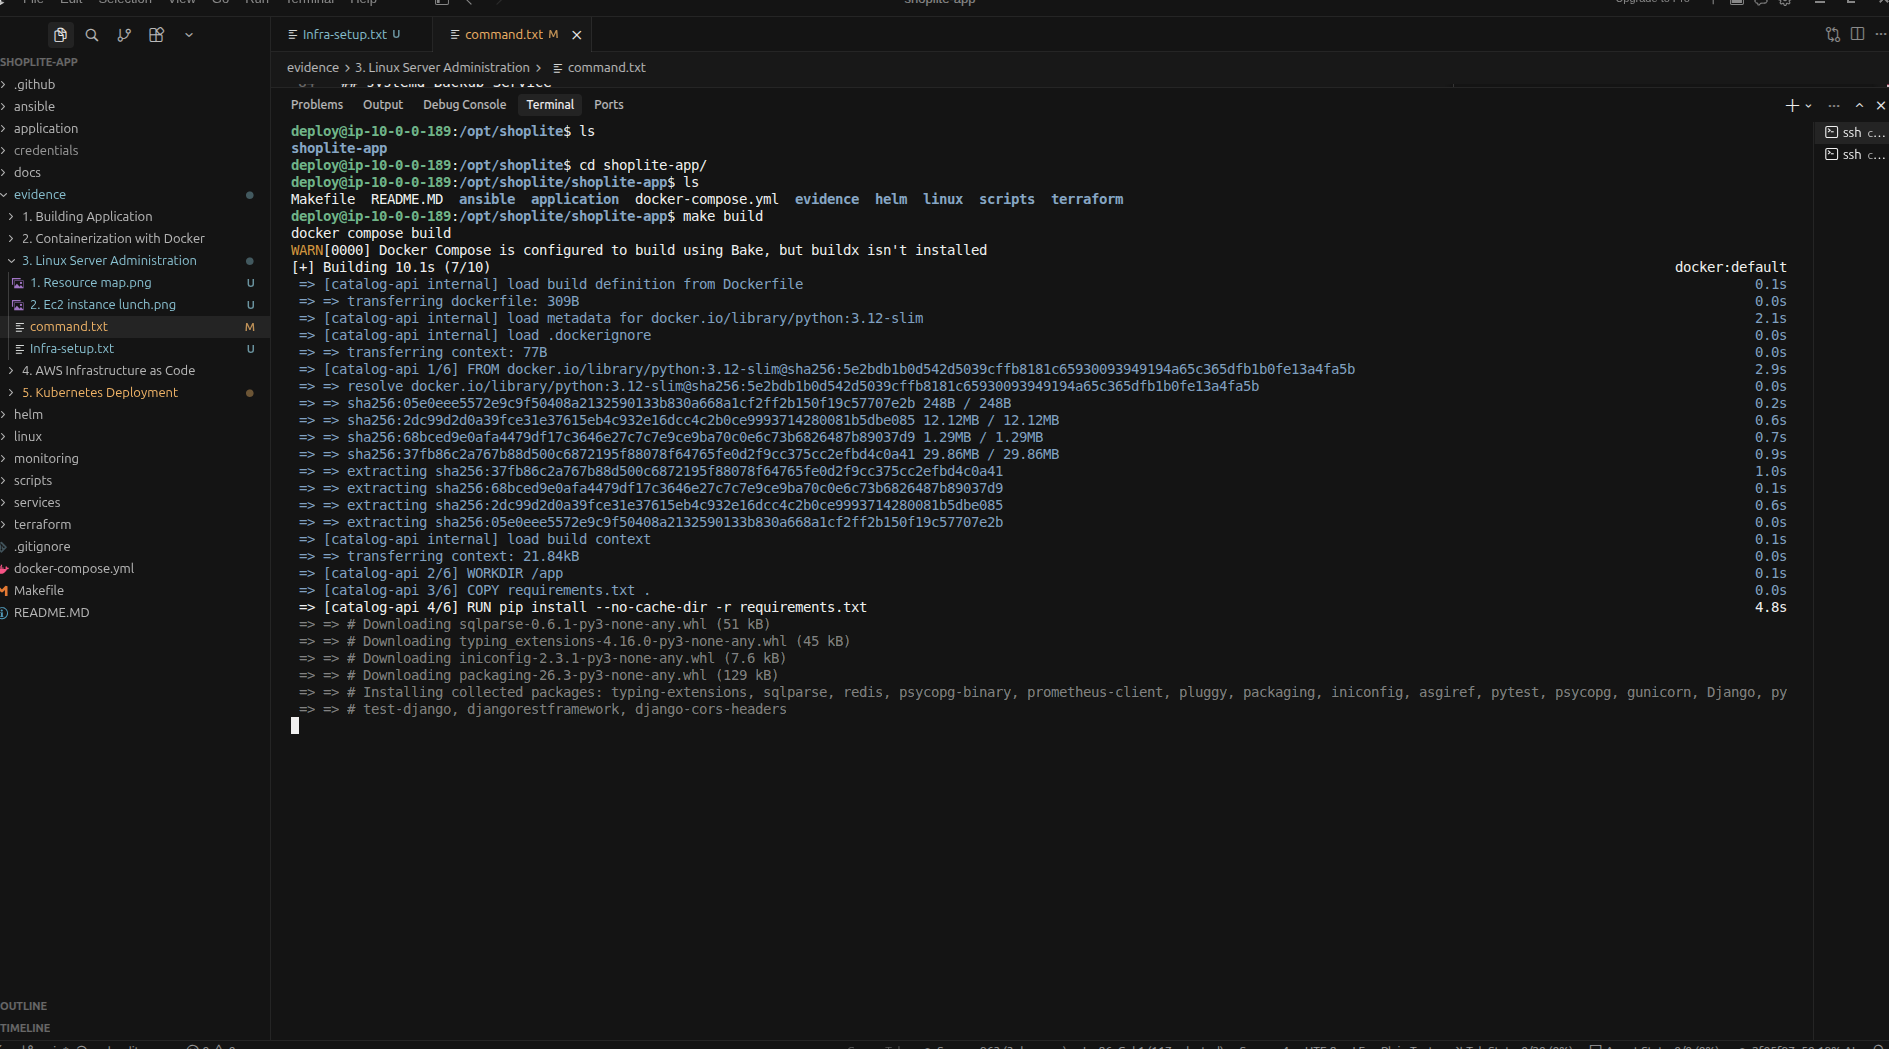 File Edit Selection View Go Run Terminal Help
shoplite-app
Upgrade to Pro
SHOPLITE-APP
.github
ansible
application
credentials
docs
evidence
1. Building Application
2. Containerization with Docker
3. Linux Server Administration
1. Resource map.png U
2. Ec2 instance lunch.png U
command.txt M
Infra-setup.txt U
4. AWS Infrastructure as Code
5. Kubernetes Deployment
helm
linux
monitoring
scripts
services
terraform
.gitignore
docker-compose.yml
Makefile
README.MD
OUTLINE
TIMELINE
Infra-setup.txt U
command.txt M
evidence > 3. Linux Server Administration > command.txt
Problems Output Debug Console Terminal Ports
ssh c...
ssh c...
deploy@ip-10-0-0-189:/opt/shoplite$ ls
shoplite-app
deploy@ip-10-0-0-189:/opt/shoplite$ cd shoplite-app/
deploy@ip-10-0-0-189:/opt/shoplite/shoplite-app$ ls
Makefile README.MD ansible application docker-compose.yml evidence helm linux scripts terraform
deploy@ip-10-0-0-189:/opt/shoplite/shoplite-app$ make build
docker compose build
WARN[0000] Docker Compose is configured to build using Bake, but buildx isn't installed
[+] Building 10.1s (7/10) docker:default
=> [catalog-api internal] load build definition from Dockerfile 0.1s
=> => transferring dockerfile: 309B 0.0s
=> [catalog-api internal] load metadata for docker.io/library/python:3.12-slim 2.1s
=> [catalog-api internal] load .dockerignore 0.0s
=> => transferring context: 77B 0.0s
=> [catalog-api 1/6] FROM docker.io/library/python:3.12-slim@sha256:5e2bdb1b0d542d5039cffb8181c65930093949194a65c365dfb1b0fe13a4fa5b 2.9s
=> => resolve docker.io/library/python:3.12-slim@sha256:5e2bdb1b0d542d5039cffb8181c65930093949194a65c365dfb1b0fe13a4fa5b 0.0s
=> => sha256:05e0eee5572e9c9f50408a2132590133b830a668a1cf2ff2b150f19c57707e2b 248B / 248B 0.2s
=> => sha256:2dc99d2d0a39fce31e37615eb4c932e16dcc4c2b0ce9993714280081b5dbe085 12.12MB / 12.12MB 0.6s
=> => sha256:68bced9e0afa4479df17c3646e27c7c7e9ce9ba70c0e6c73b6826487b89037d9 1.29MB / 1.29MB 0.7s
=> => sha256:37fb86c2a767b88d500c6872195f88078f64765fe0d2f9cc375cc2efbd4c0a41 29.86MB / 29.86MB 0.9s
=> => extracting sha256:37fb86c2a767b88d500c6872195f88078f64765fe0d2f9cc375cc2efbd4c0a41 1.0s
=> => extracting sha256:68bced9e0afa4479df17c3646e27c7c7e9ce9ba70c0e6c73b6826487b89037d9 0.1s
=> => extracting sha256:2dc99d2d0a39fce31e37615eb4c932e16dcc4c2b0ce9993714280081b5dbe085 0.6s
=> => extracting sha256:05e0eee5572e9c9f50408a2132590133b830a668a1cf2ff2b150f19c57707e2b 0.0s
=> [catalog-api internal] load build context 0.1s
=> => transferring context: 21.84kB 0.0s
=> [catalog-api 2/6] WORKDIR /app 0.1s
=> [catalog-api 3/6] COPY requirements.txt . 0.0s
=> [catalog-api 4/6] RUN pip install --no-cache-dir -r requirements.txt 4.8s
=> => # Downloading sqlparse-0.6.1-py3-none-any.whl (51 kB)
=> => # Downloading typing_extensions-4.16.0-py3-none-any.whl (45 kB)
=> => # Downloading iniconfig-2.3.1-py3-none-any.whl (7.6 kB)
=> => # Downloading packaging-26.3-py3-none-any.whl (129 kB)
=> => # Installing collected packages: typing-extensions, sqlparse, redis, psycopg-binary, prometheus-client, pluggy, packaging, iniconfig, asgiref, pytest, psycopg, gunicorn, Django, py
=> => # test-django, djangorestframework, django-cors-headers